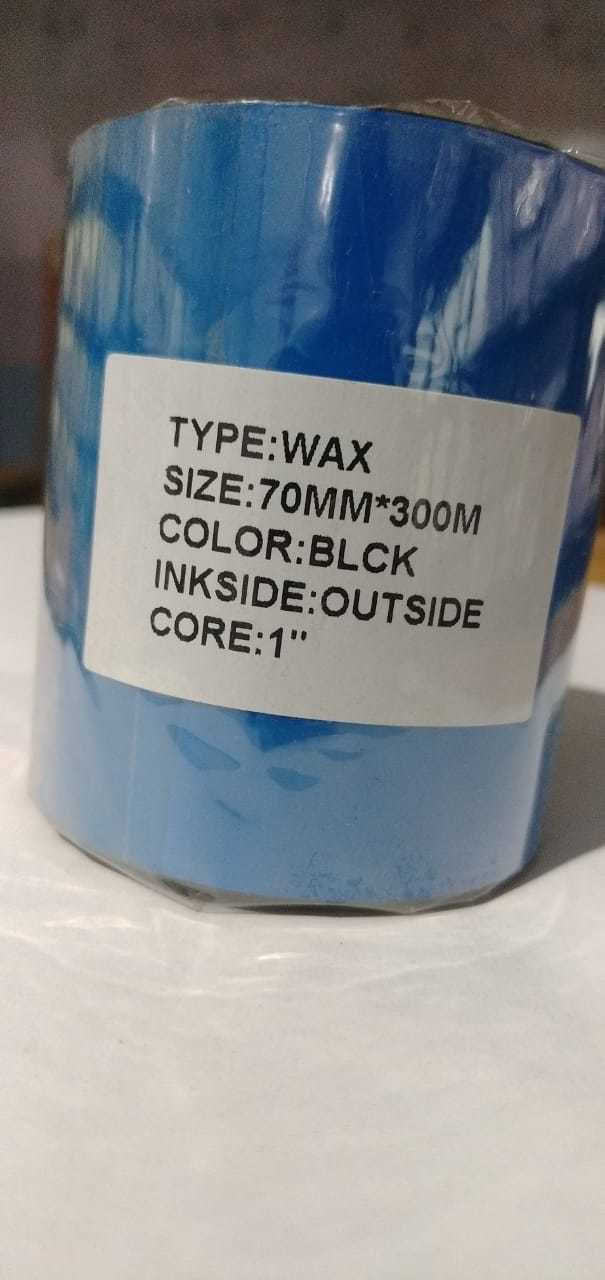 TYPE:WAX
SIZE:70MM*300M
COLOR:BLCK
INKSIDE:OUTSIDE
CORE:1''